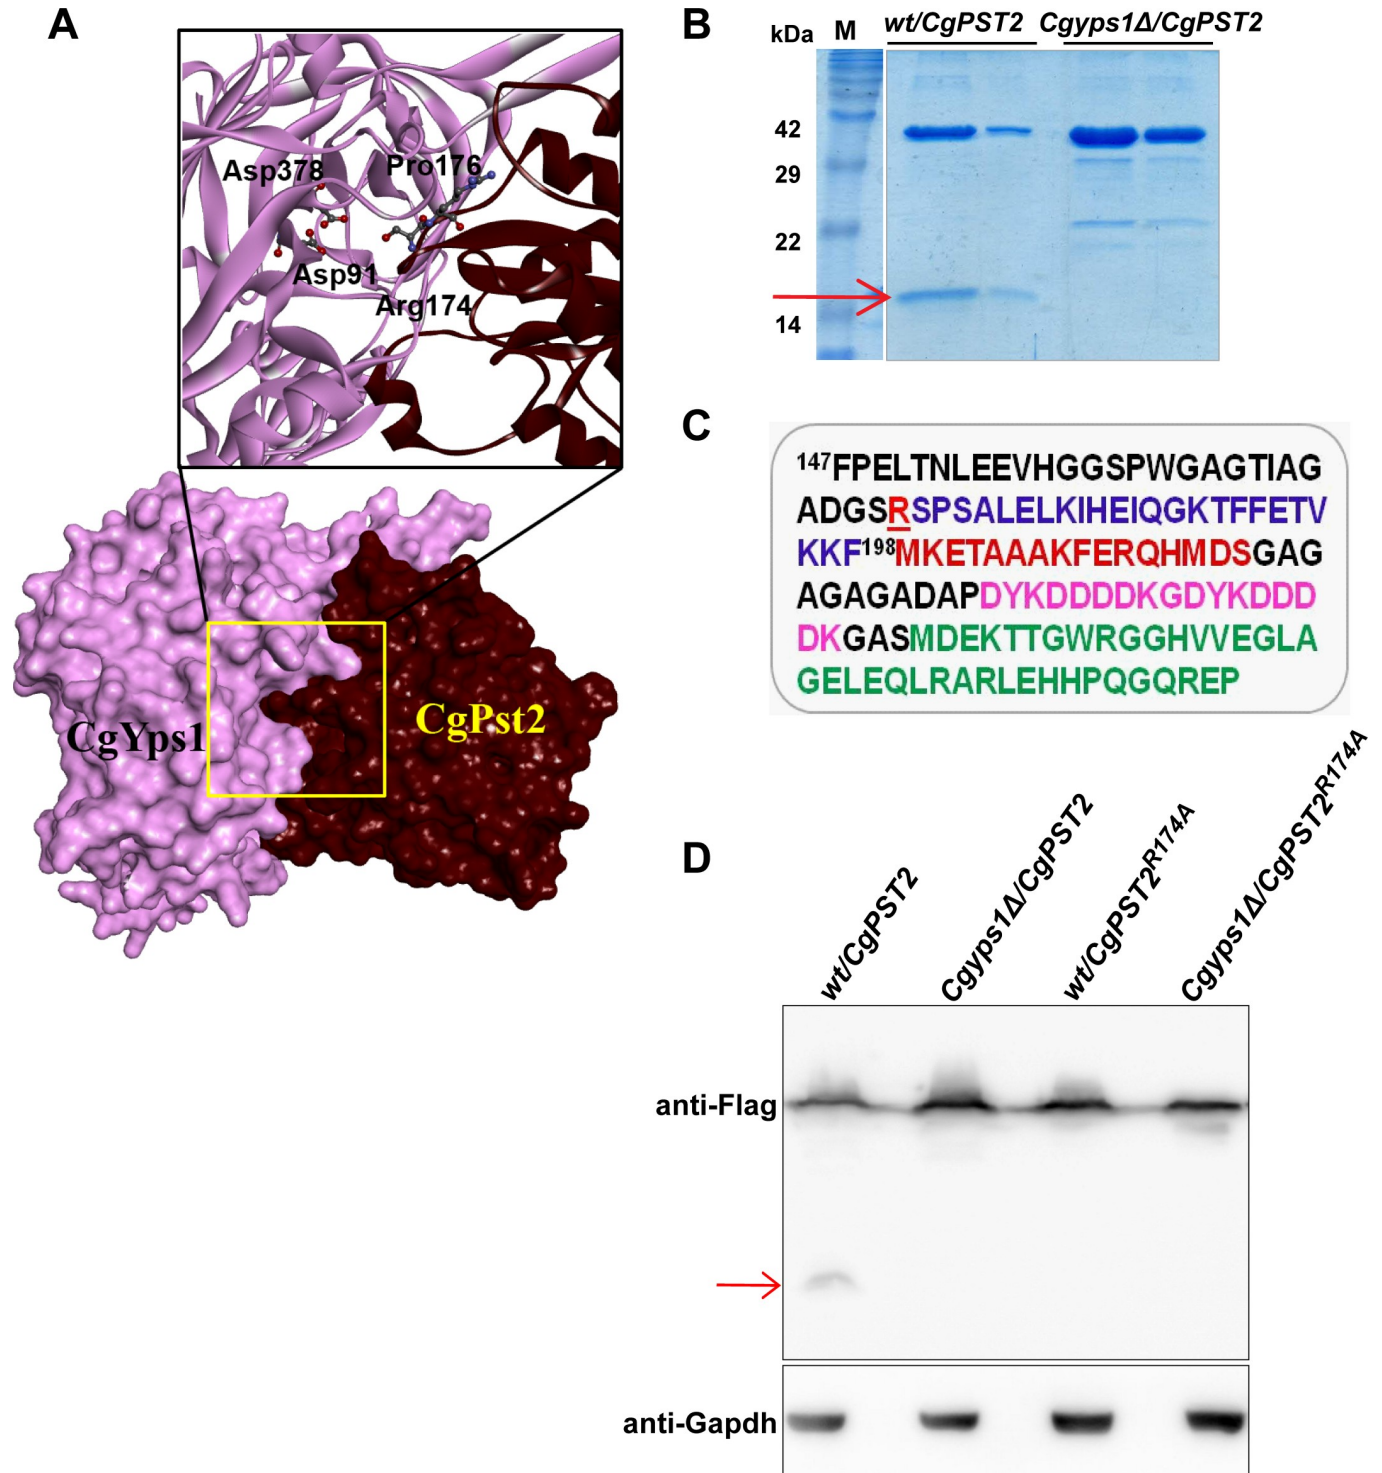 A
Asp378
Pro176
Asp91
Arg174
CgYps1
CgPst2
B
kDa
M
wt/CgPST2
Cgyps1Δ/CgPST2
42
29
22
14
C
147FPELTNLEEVHGGSPWGAGTIAG
ADGSRSPSALELKIHEIQGKTFFETV
KKF198MKETAAAKFERQHMDSGAG
AGAGADAPDYKDDDDKGDYKDDD
DKGASMDEKTTGWRGGHVVEGLA
GELEQLRARLEHHPQGQREP
D
wt/CgPST2
Cgyps1Δ/CgPST2
wt/CgPST2R174A
Cgyps1Δ/CgPST2R174A
anti-Flag
anti-Gapdh